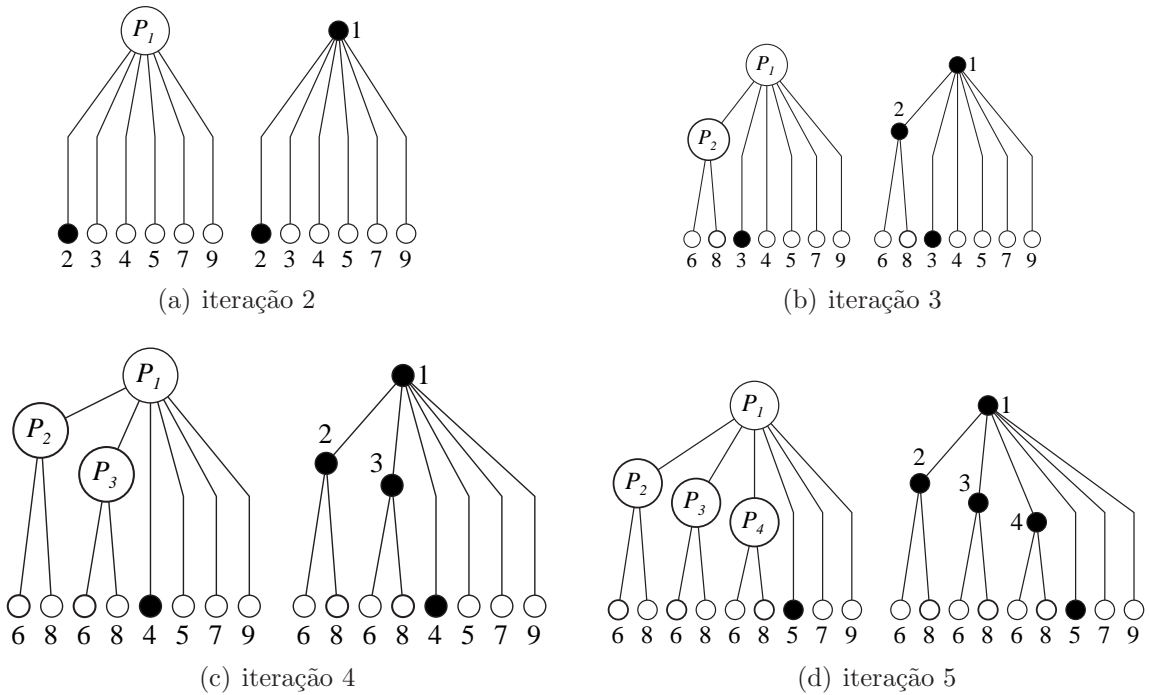 P1 1
2 3 4 5 7 9 2 3 4 5 7 9
(a) iteração 2
P1 1
P2 2
6 8 3 4 5 7 9 6 8 3 4 5 7 9
(b) iteração 3
P1 1
P2 2
P3 3
6 8 6 8 4 5 7 9 6 8 6 8 4 5 7 9
(c) iteração 4
P1 1
P2 2
P3 3
P4 4
6 8 6 8 6 8 5 7 9 6 8 6 8 6 8 5 7 9
(d) iteração 5